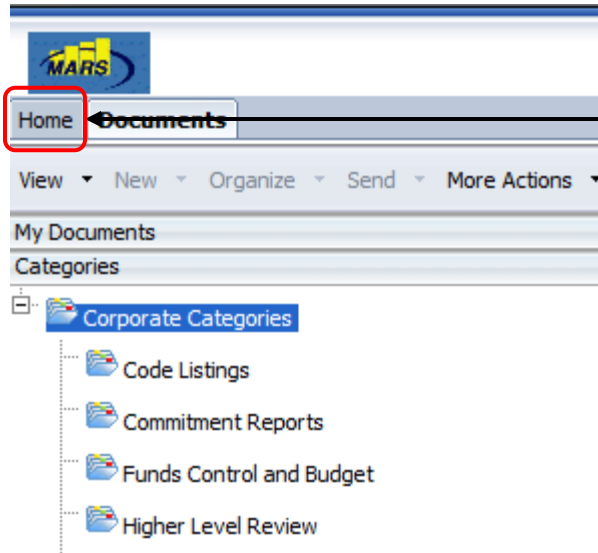 MARS
Home Documents
View New Organize Send More Actions
My Documents
Categories
Corporate Categories
Code Listings
Commitment Reports
Funds Control and Budget
Higher Level Review